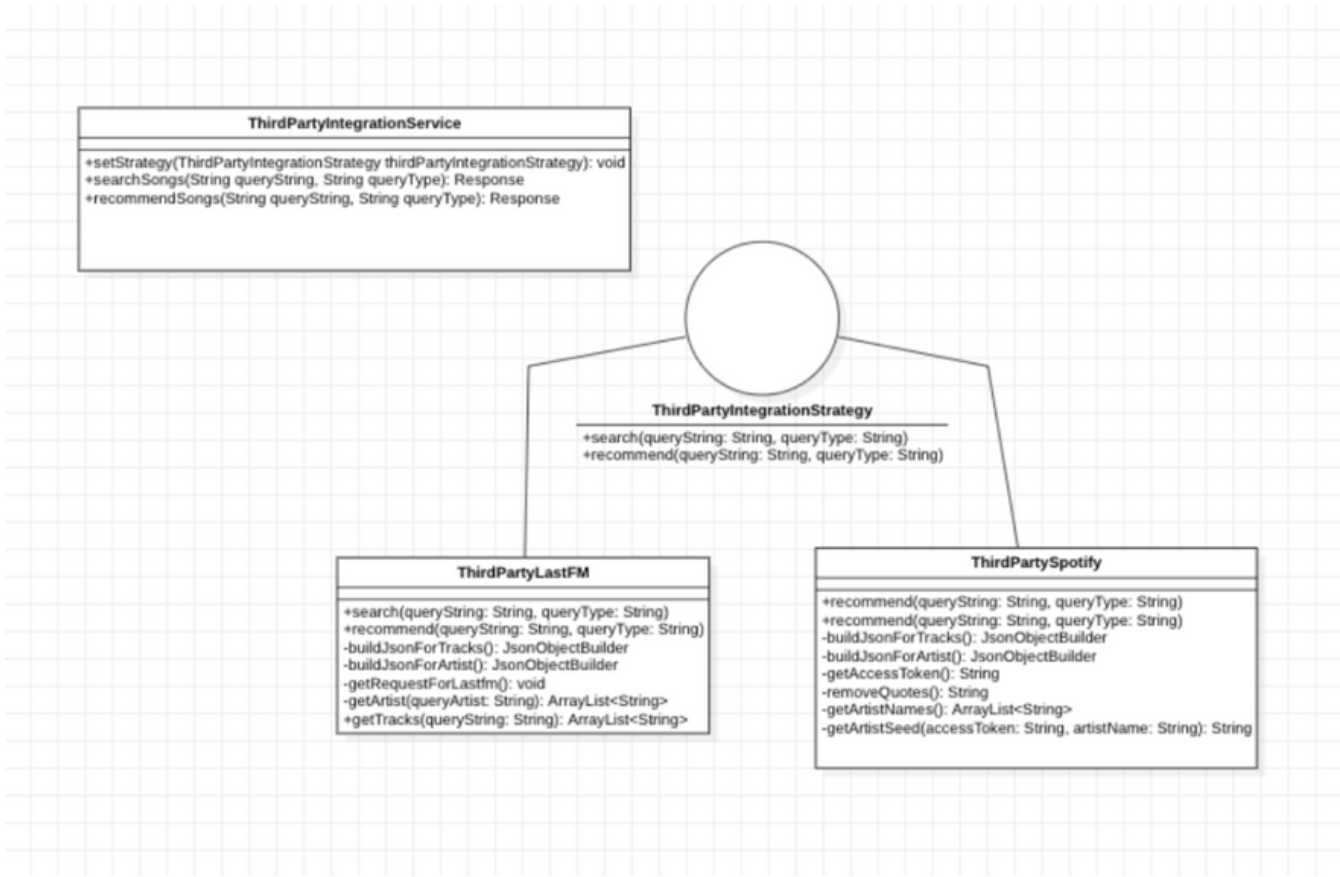 ThirdPartyIntegrationService
+setStrategy(ThirdPartyIntegrationStrategy thirdPartyIntegrationStrategy): void
+searchSongs(String queryString, String queryType): Response
+recommendSongs(String queryString, String queryType): Response
ThirdPartyIntegrationStrategy
+search(queryString: String, queryType: String)
+recommend(queryString: String, queryType: String)
ThirdPartyLastFM
+search(queryString: String, queryType: String)
+recommend(queryString: String, queryType: String)
-buildJsonForTracks(): JsonObjectBuilder
-buildJsonForArtist(): JsonObjectBuilder
-getRequestForLastfm(): void
-getArtist(queryArtist: String): ArrayList<String>
+getTracks(queryString: String): ArrayList<String>
ThirdPartySpotify
+recommend(queryString: String, queryType: String)
+recommend(queryString: String, queryType: String)
-buildJsonForTracks(): JsonObjectBuilder
-buildJsonForArtist(): JsonObjectBuilder
-getAccessToken(): String
-removeQuotes(): String
-getArtistNames(): ArrayList<String>
-getArtistSeed(accessToken: String, artistName: String): String